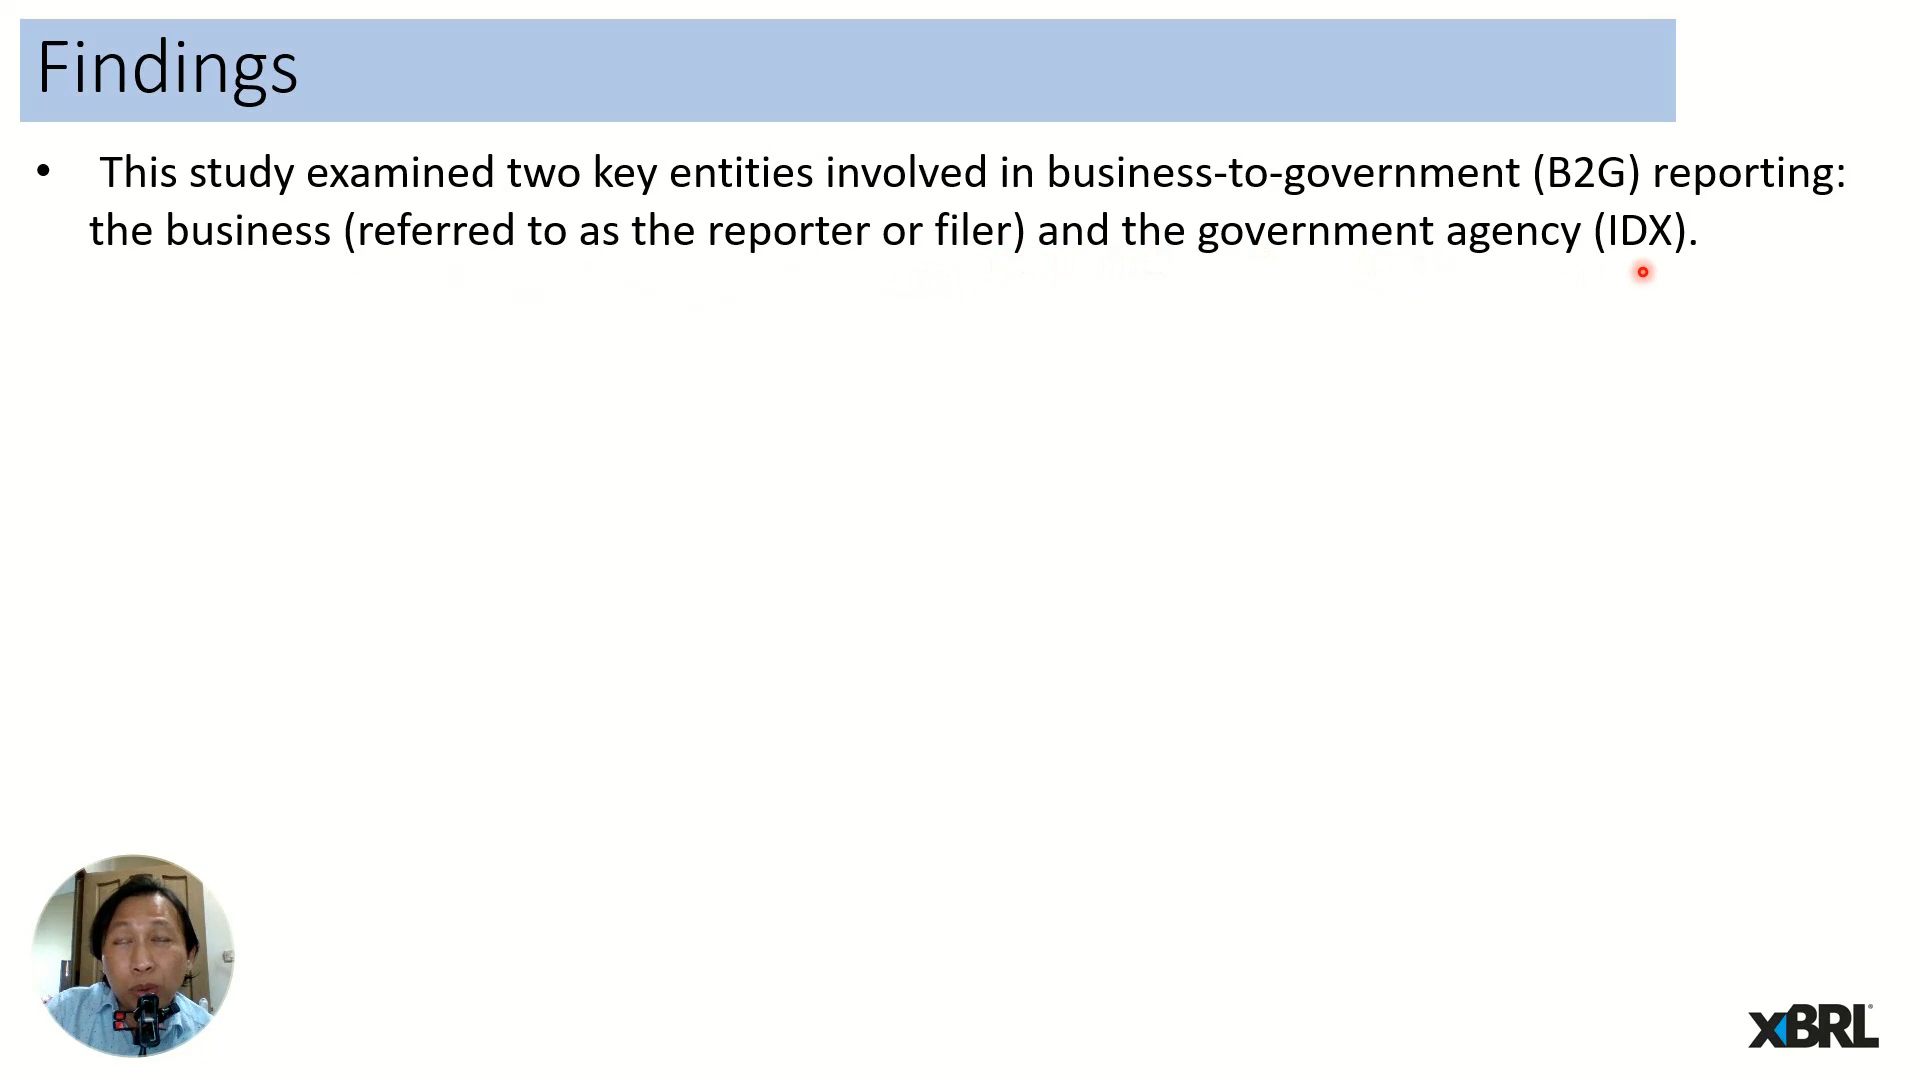 Findings
• This study examined two key entities involved in business-to-government (B2G) reporting:
the business (referred to as the reporter or filer) and the government agency (IDX).
XBRL